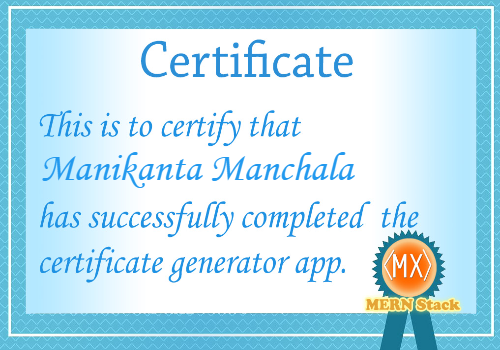 Certificate
This is to certify that
Manikanta Manchala
has successfully completed the
certificate generator app.
MX
MERN Stack